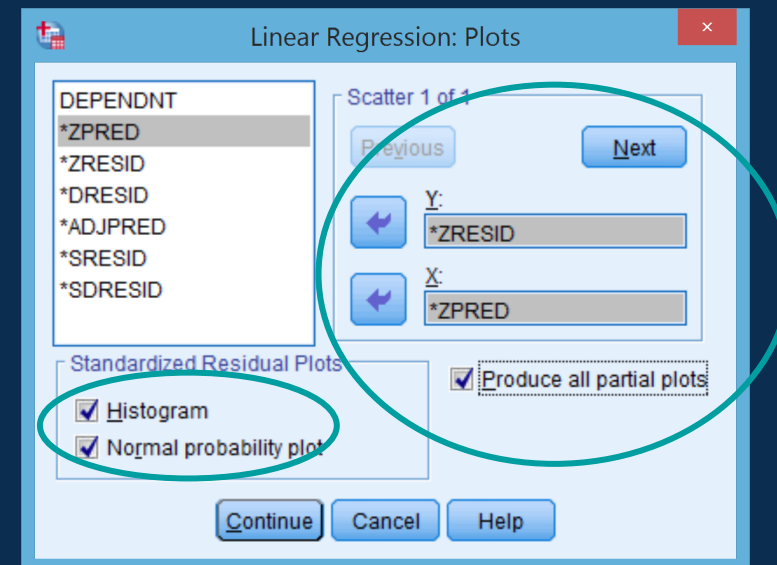 Linear Regression: Plots
DEPENDNT
*ZPRED
*ZRESID
*DRESID
*ADJPRED
*SRESID
*SDRESID
Scatter 1 of 1
Previous
Next
Y:
*ZRESID
X:
*ZPRED
Standardized Residual Plots
Histogram
Normal probability plot
Produce all partial plots
Continue
Cancel
Help